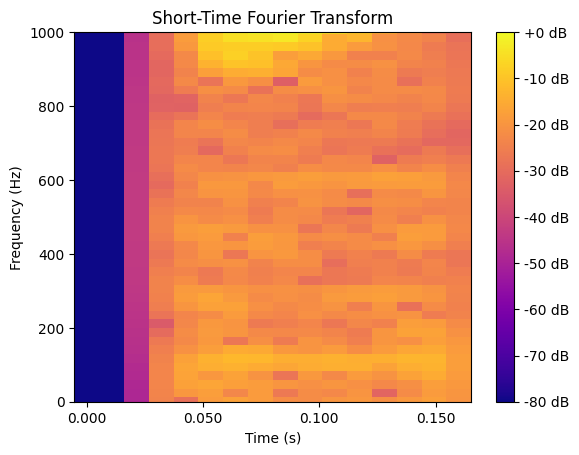 Short-Time Fourier Transform
1000
800
600
400
200
0
Frequency (Hz)
0.000
0.050
0.100
0.150
Time (s)
+0 dB
-10 dB
-20 dB
-30 dB
-40 dB
-50 dB
-60 dB
-70 dB
-80 dB